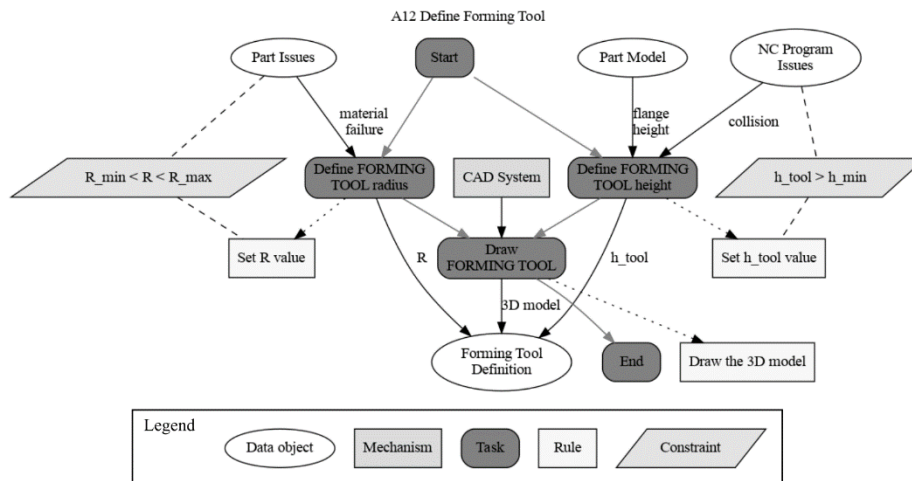 A12 Define Forming Tool
Part Issues
Start
Part Model
NC Program
Issues
material
failure
flange
height
collision
R_min < R < R_max
Define FORMING
TOOL radius
CAD System
Define FORMING
TOOL height
h_tool > h_min
Set R value
R
Draw
FORMING TOOL
h_tool
Set h_tool value
3D model
Forming Tool
Definition
End
Draw the 3D model
Legend
Data object
Mechanism
Task
Rule
Constraint